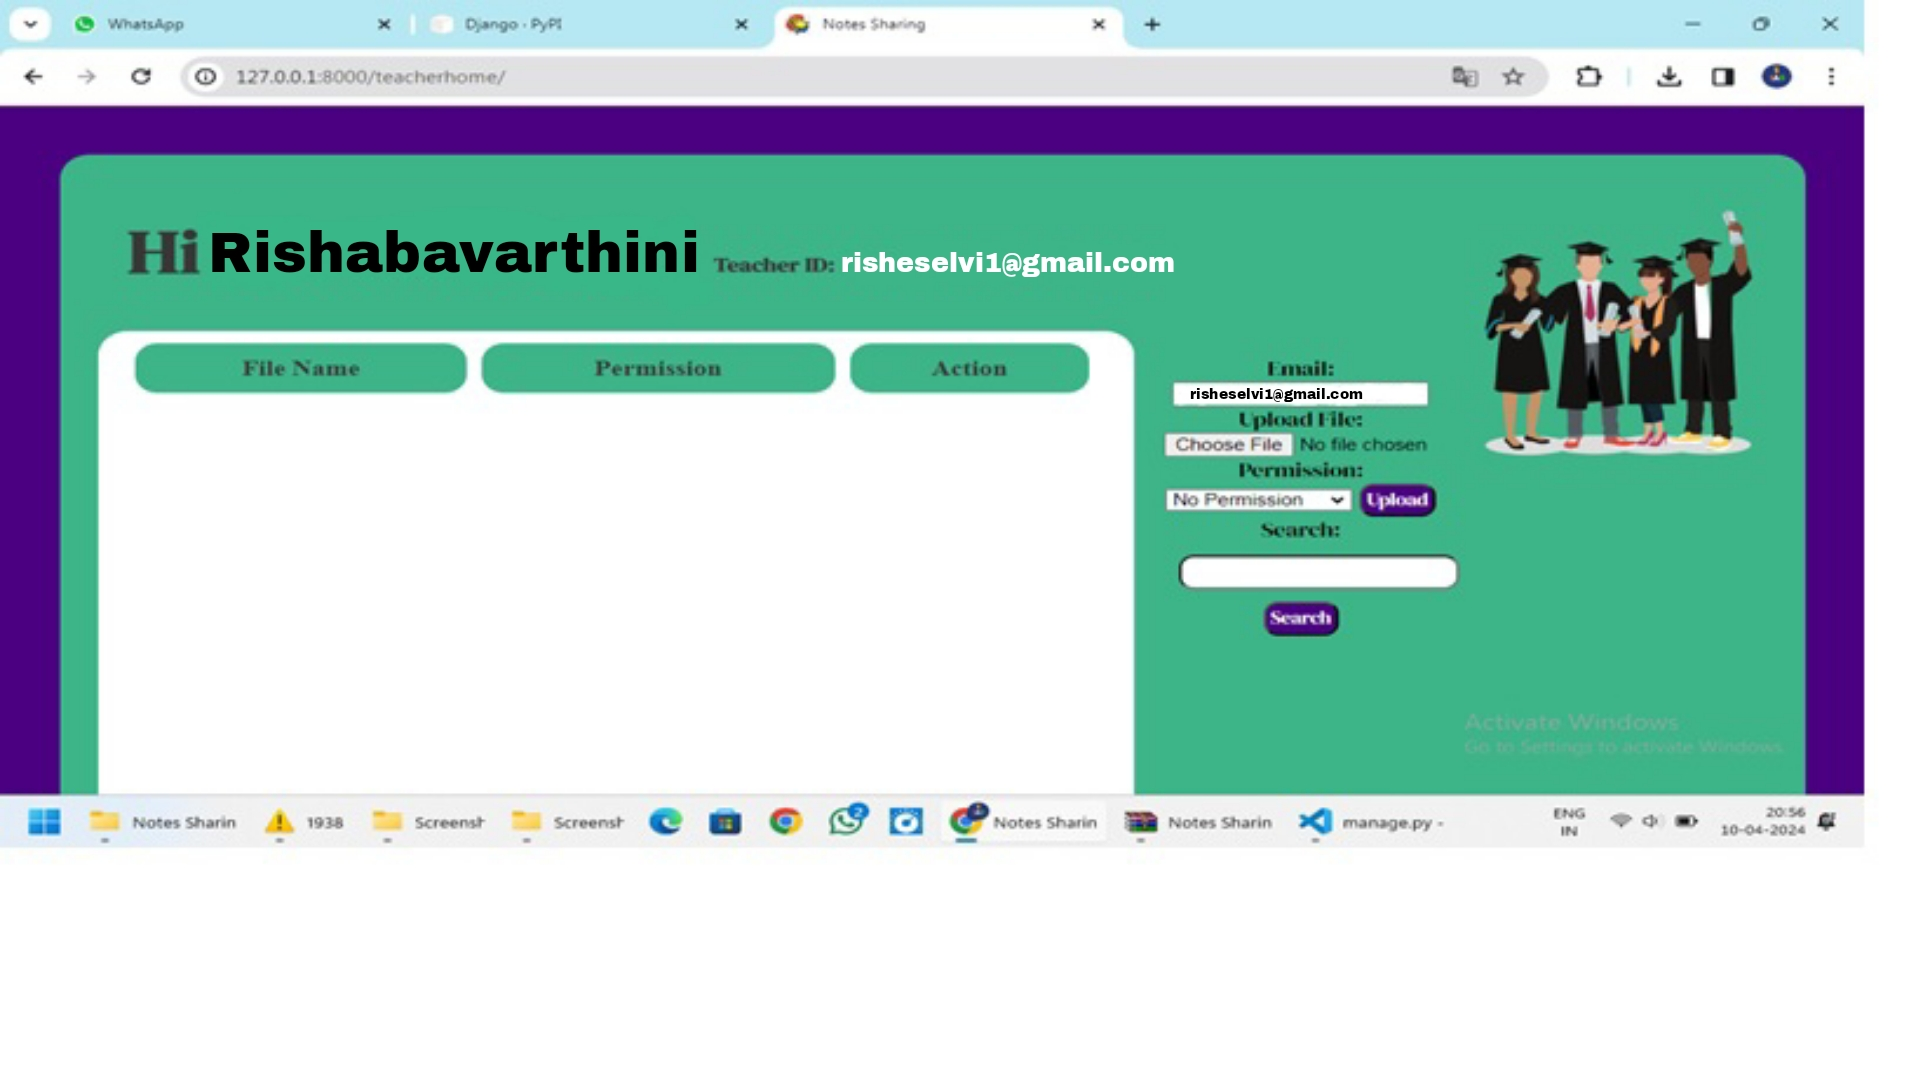 WhatsApp
Django · PyPI
Notes Sharing
127.0.0.1:8000/teacherhome/
Hi Rishabavarthini Teacher ID: risheselvi1@gmail.com
File Name
Permission
Action
Email:
risheselvi1@gmail.com
Upload File:
Choose File No file chosen
Permission:
No Permission
Upload
Search:
Search
Activate Windows
Go to Settings to activate Windows.
Notes Sharin
1938
Screensh
Screensh
2
Notes Sharin
Notes Sharin
manage.py -
ENG
IN
20:56
10-04-2024